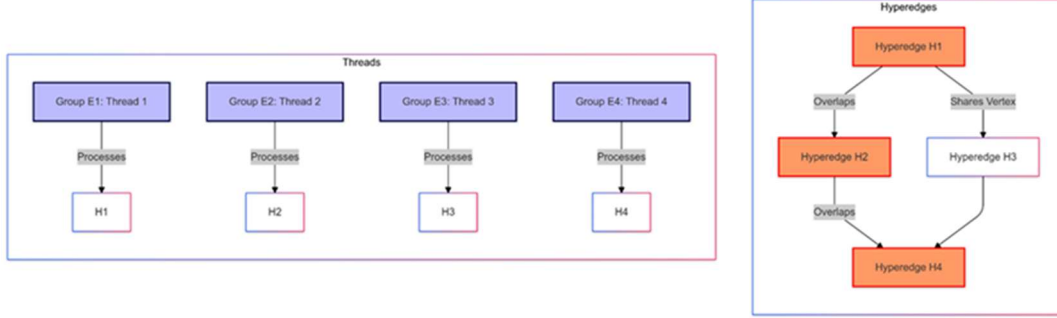 Threads
Group E1: Thread 1
Group E2: Thread 2
Group E3: Thread 3
Group E4: Thread 4
Processes
Processes
Processes
Processes
H1
H2
H3
H4
Hyperedges
Hyperedge H1
Overlaps
Shares Vertex
Hyperedge H2
Hyperedge H3
Overlaps
Hyperedge H4